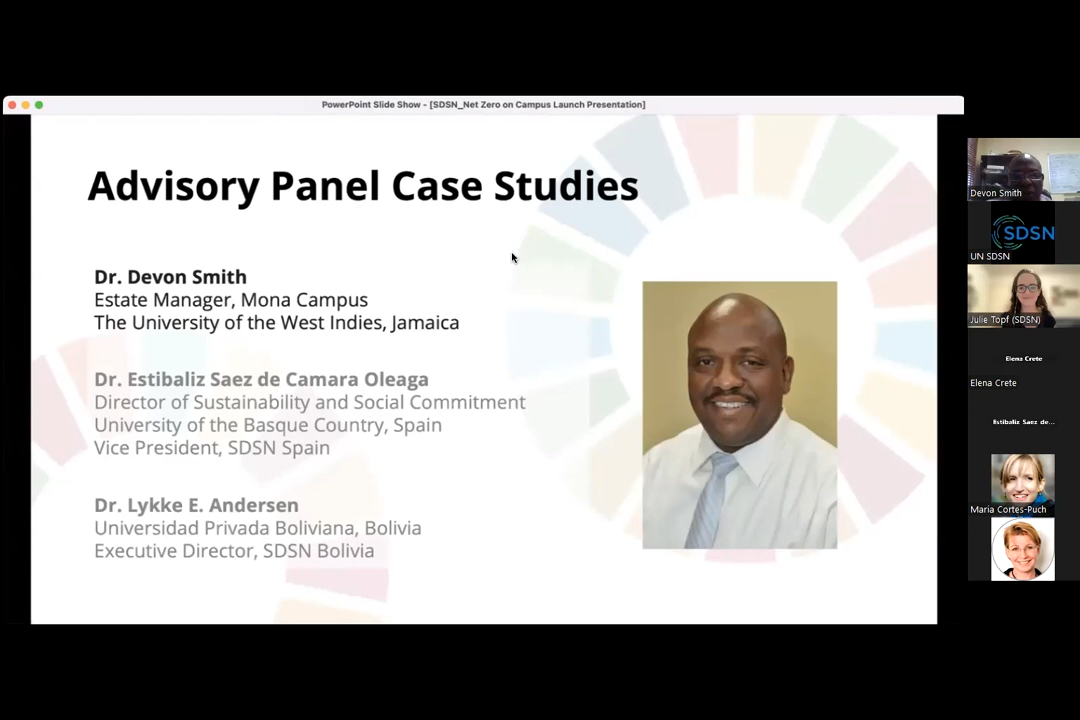 PowerPoint Slide Show - [SDSN_Net Zero on Campus Launch Presentation]
Advisory Panel Case Studies
Dr. Devon Smith
Estate Manager, Mona Campus
The University of the West Indies, Jamaica
Dr. Estibaliz Saez de Camara Oleaga
Director of Sustainability and Social Commitment
University of the Basque Country, Spain
Vice President, SDSN Spain
Dr. Lykke E. Andersen
Universidad Privada Boliviana, Bolivia
Executive Director, SDSN Bolivia
Devon Smith
SDSN
UN SDSN
Julie Topf (SDSN)
Elena Crete
Elena Crete
Estibaliz Saez de...
Maria Cortes-Puch